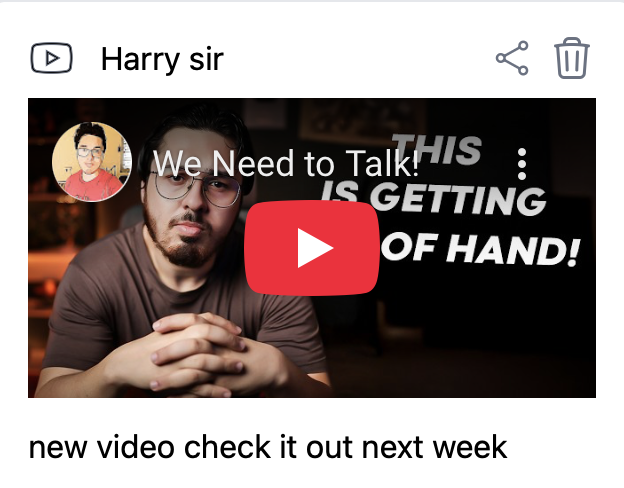 Harry sir
We Need to Talk!
THIS
IS GETTING
OF HAND!
new video check it out next week